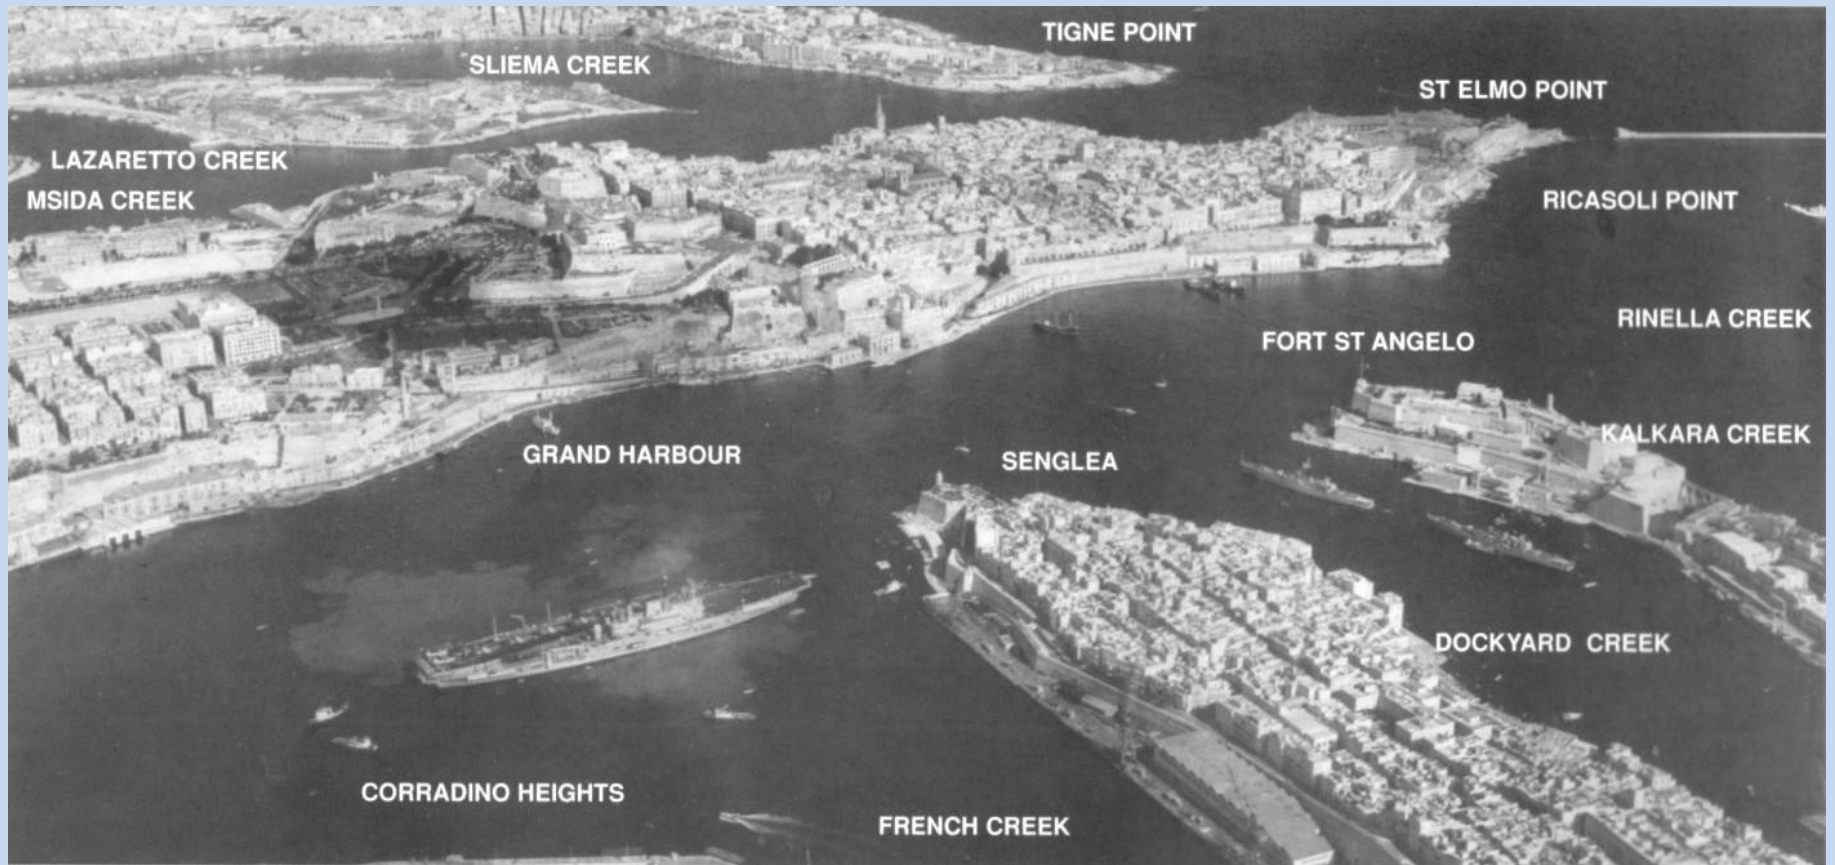 TIGNE POINT
SLIEMA CREEK
ST ELMO POINT
LAZARETTO CREEK
MSIDA CREEK
RICASOLI POINT
RINELLA CREEK
FORT ST ANGELO
KALKARA CREEK
GRAND HARBOUR
SENGLEA
DOCKYARD CREEK
CORRADINO HEIGHTS
FRENCH CREEK